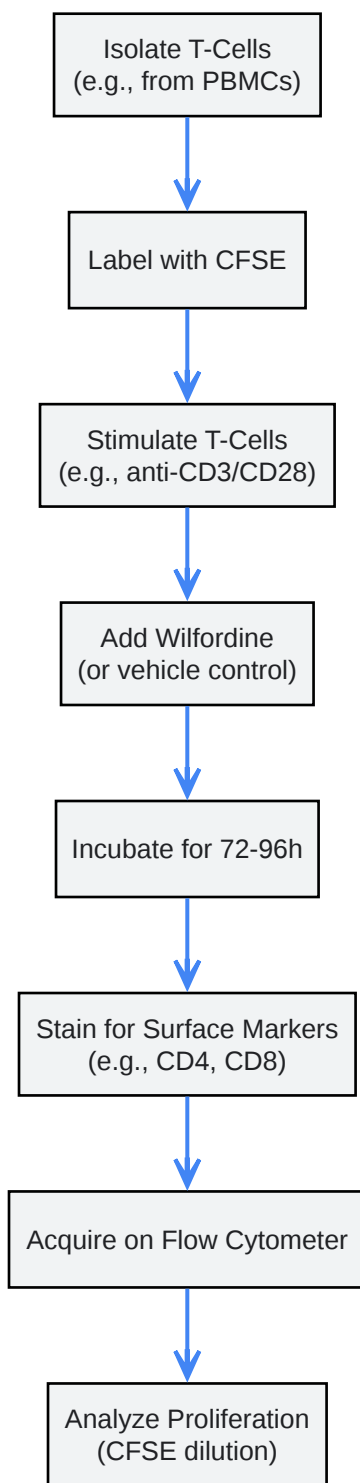 Isolate T-Cells
(e.g., from PBMCs)
Label with CFSE
Stimulate T-Cells
(e.g., anti-CD3/CD28)
Add Wilfordine
(or vehicle control)
Incubate for 72-96h
Stain for Surface Markers
(e.g., CD4, CD8)
Acquire on Flow Cytometer
Analyze Proliferation
(CFSE dilution)